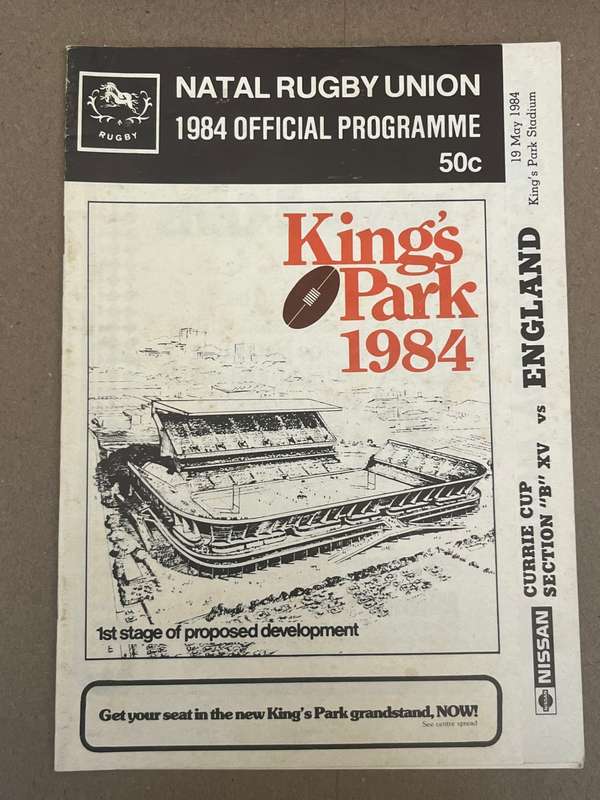 NATAL RUGBY UNION
1984 OFFICIAL PROGRAMME
50c
RUGBY
King's
Park
1984
1st stage of proposed development
Get your seat in the new King's Park grandstand, NOW!
See centre spread
19 May 1984
King's Park Stadium
NISSAN
CURRIE CUP
SECTION "B" XV vs ENGLAND